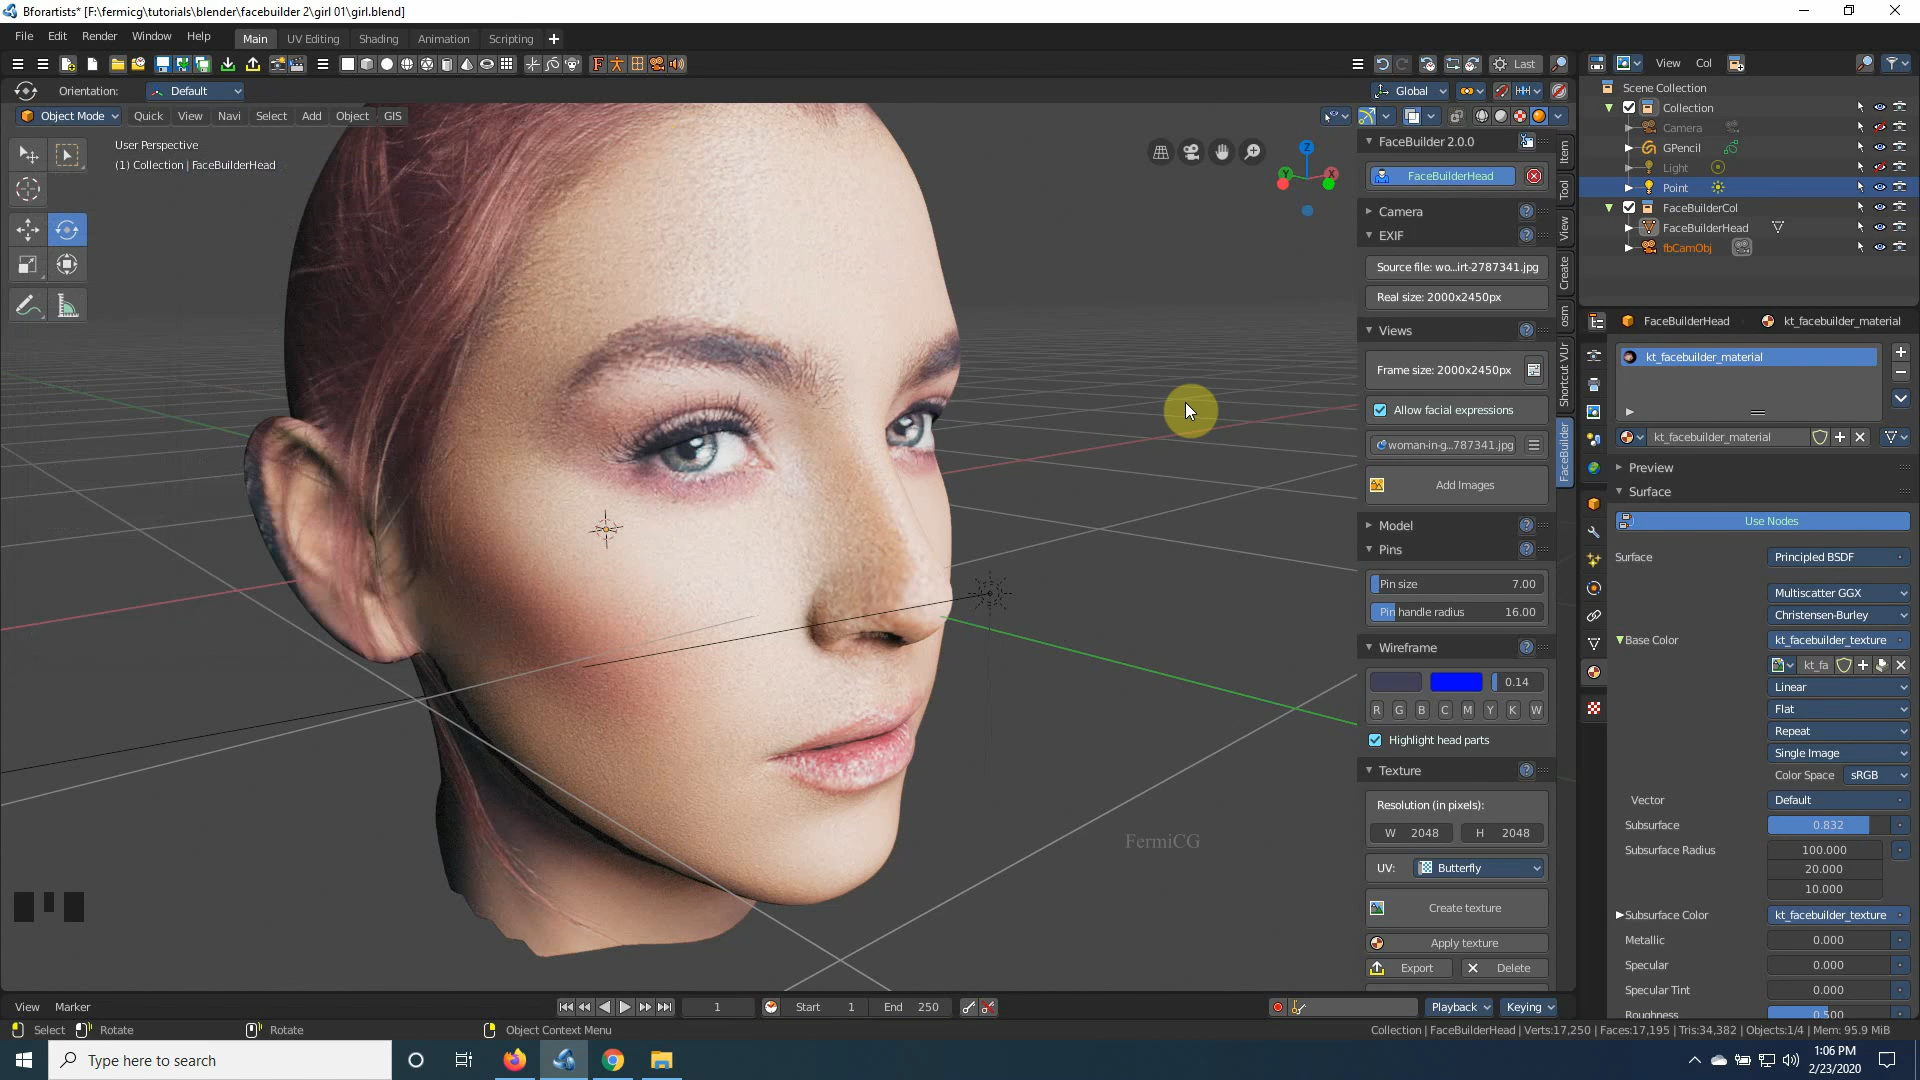 Bforartists* [F:\fermicg\tutorials\blender\facebuilder 2\girl 01\girl.blend]
File Edit Render Window Help Main UV Editing Shading Animation Scripting
Last View Col
Orientation: Default Global
Object Mode Quick View Navi Select Add Object GIS
User Perspective
(1) Collection | FaceBuilderHead
Z
Y X
FaceBuilder 2.0.0
FaceBuilderHead
Camera
EXIF
Source file: wo...irt-2787341.jpg
Real size: 2000x2450px
Views
Frame size: 2000x2450px
Allow facial expressions
woman-in-g...787341.jpg
Add Images
Model
Pins
Pin size 7.00
Pin handle radius 16.00
Wireframe
0.14
R G B C M Y K W
Highlight head parts
Texture
Resolution (in pixels):
W 2048 H 2048
UV: Butterfly
Create texture
Apply texture
Export Delete
Item
Tool
View
Create
osm
Shortcut VUr
FaceBuilder
Scene Collection
Collection
Camera
GPencil
Light
Point
FaceBuilderCol
FaceBuilderHead
fbCamObj
FaceBuilderHead kt_facebuilder_material
kt_facebuilder_material
kt_facebuilder_material
Preview
Surface
Use Nodes
Surface Principled BSDF
Multiscatter GGX
Christensen-Burley
Base Color kt_facebuilder_texture
kt_fa
Linear
Flat
Repeat
Single Image
Color Space sRGB
Vector Default
Subsurface 0.832
Subsurface Radius 100.000
20.000
10.000
Subsurface Color kt_facebuilder_texture
Metallic 0.000
Specular 0.000
Specular Tint 0.000
Roughness 0.500
FermiCG
View Marker 1 Start 1 End 250 Playback Keying
Select Rotate Rotate Object Context Menu Collection | FaceBuilderHead | Verts:17,250 | Faces:17,195 | Tris:34,382 | Objects:1/4 | Mem: 95.9 MiB
Type here to search
1:06 PM
2/23/2020